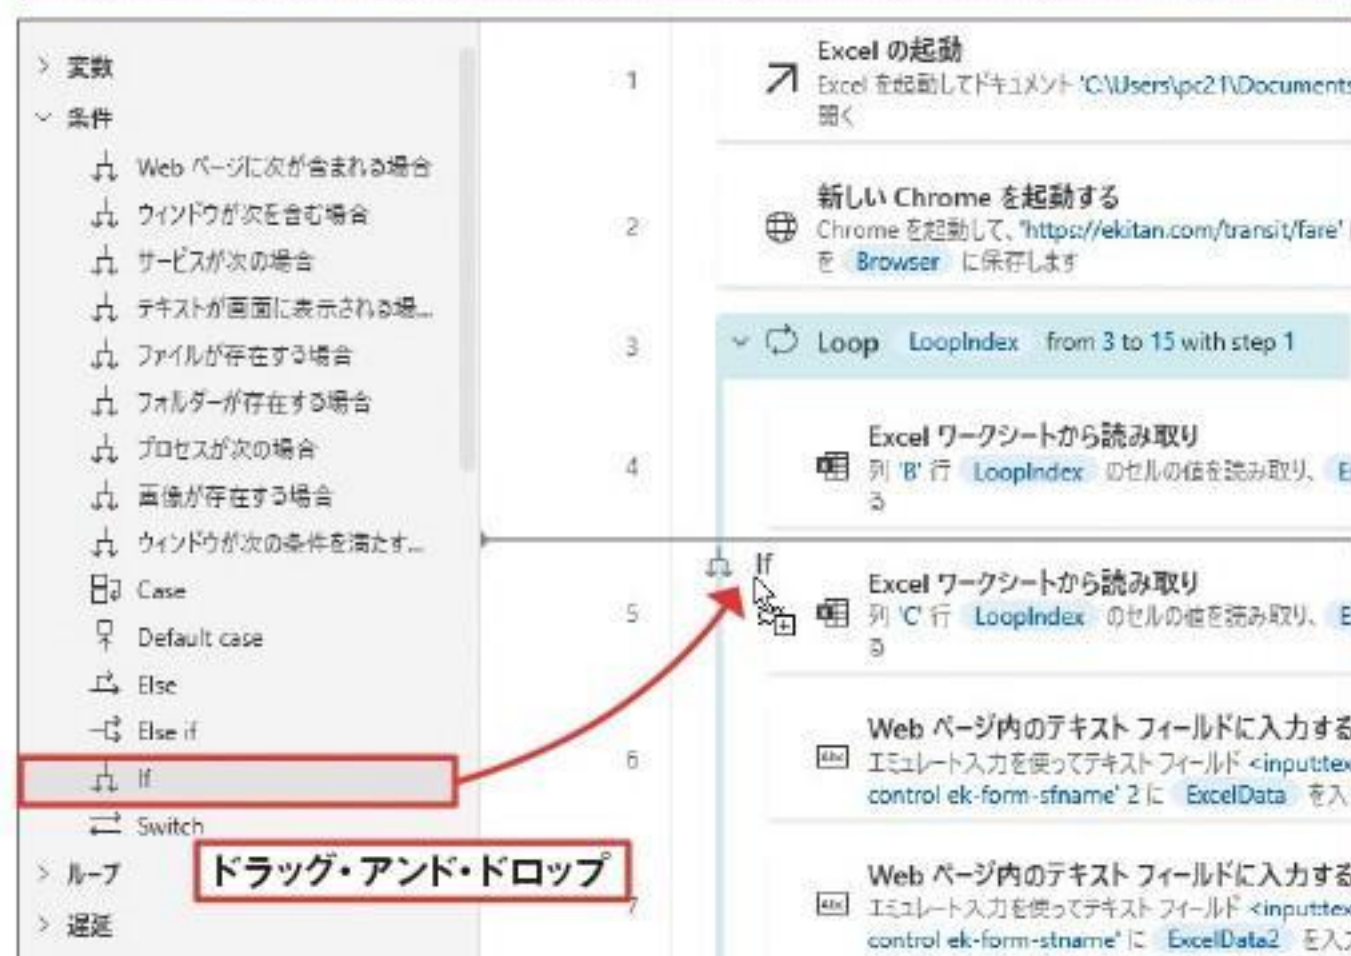 変数
条件
Web ページに次が含まれる場合
ウィンドウが次を含む場合
サービスが次の場合
テキストが画面に表示される場...
ファイルが存在する場合
フォルダーが存在する場合
プロセスが次の場合
画像が存在する場合
ウィンドウが次の条件を満たす...
Case
Default case
Else
Else if
If
Switch
ループ
遅延
ドラッグ・アンド・ドロップ
1
Excel の起動
Excel を起動してドキュメント 'C:\Users\pc21\Documents
開く
2
新しい Chrome を起動する
Chrome を起動して、'https://ekitan.com/transit/fare'
を Browser に保存します
3
Loop LoopIndex from 3 to 15 with step 1
4
Excel ワークシートから読み取り
列 'B' 行 LoopIndex のセルの値を読み取り、 E
る
If
5
Excel ワークシートから読み取り
列 'C' 行 LoopIndex のセルの値を読み取り、 E
る
6
Web ページ内のテキスト フィールドに入力する
Abc
エミュレート入力を使ってテキスト フィールド <input:tex
control ek-form-sfname' 2 に ExcelData を入
7
Web ページ内のテキスト フィールドに入力する
Abc
エミュレート入力を使ってテキスト フィールド <input:tex
control ek-form-stname' に ExcelData2 を入力